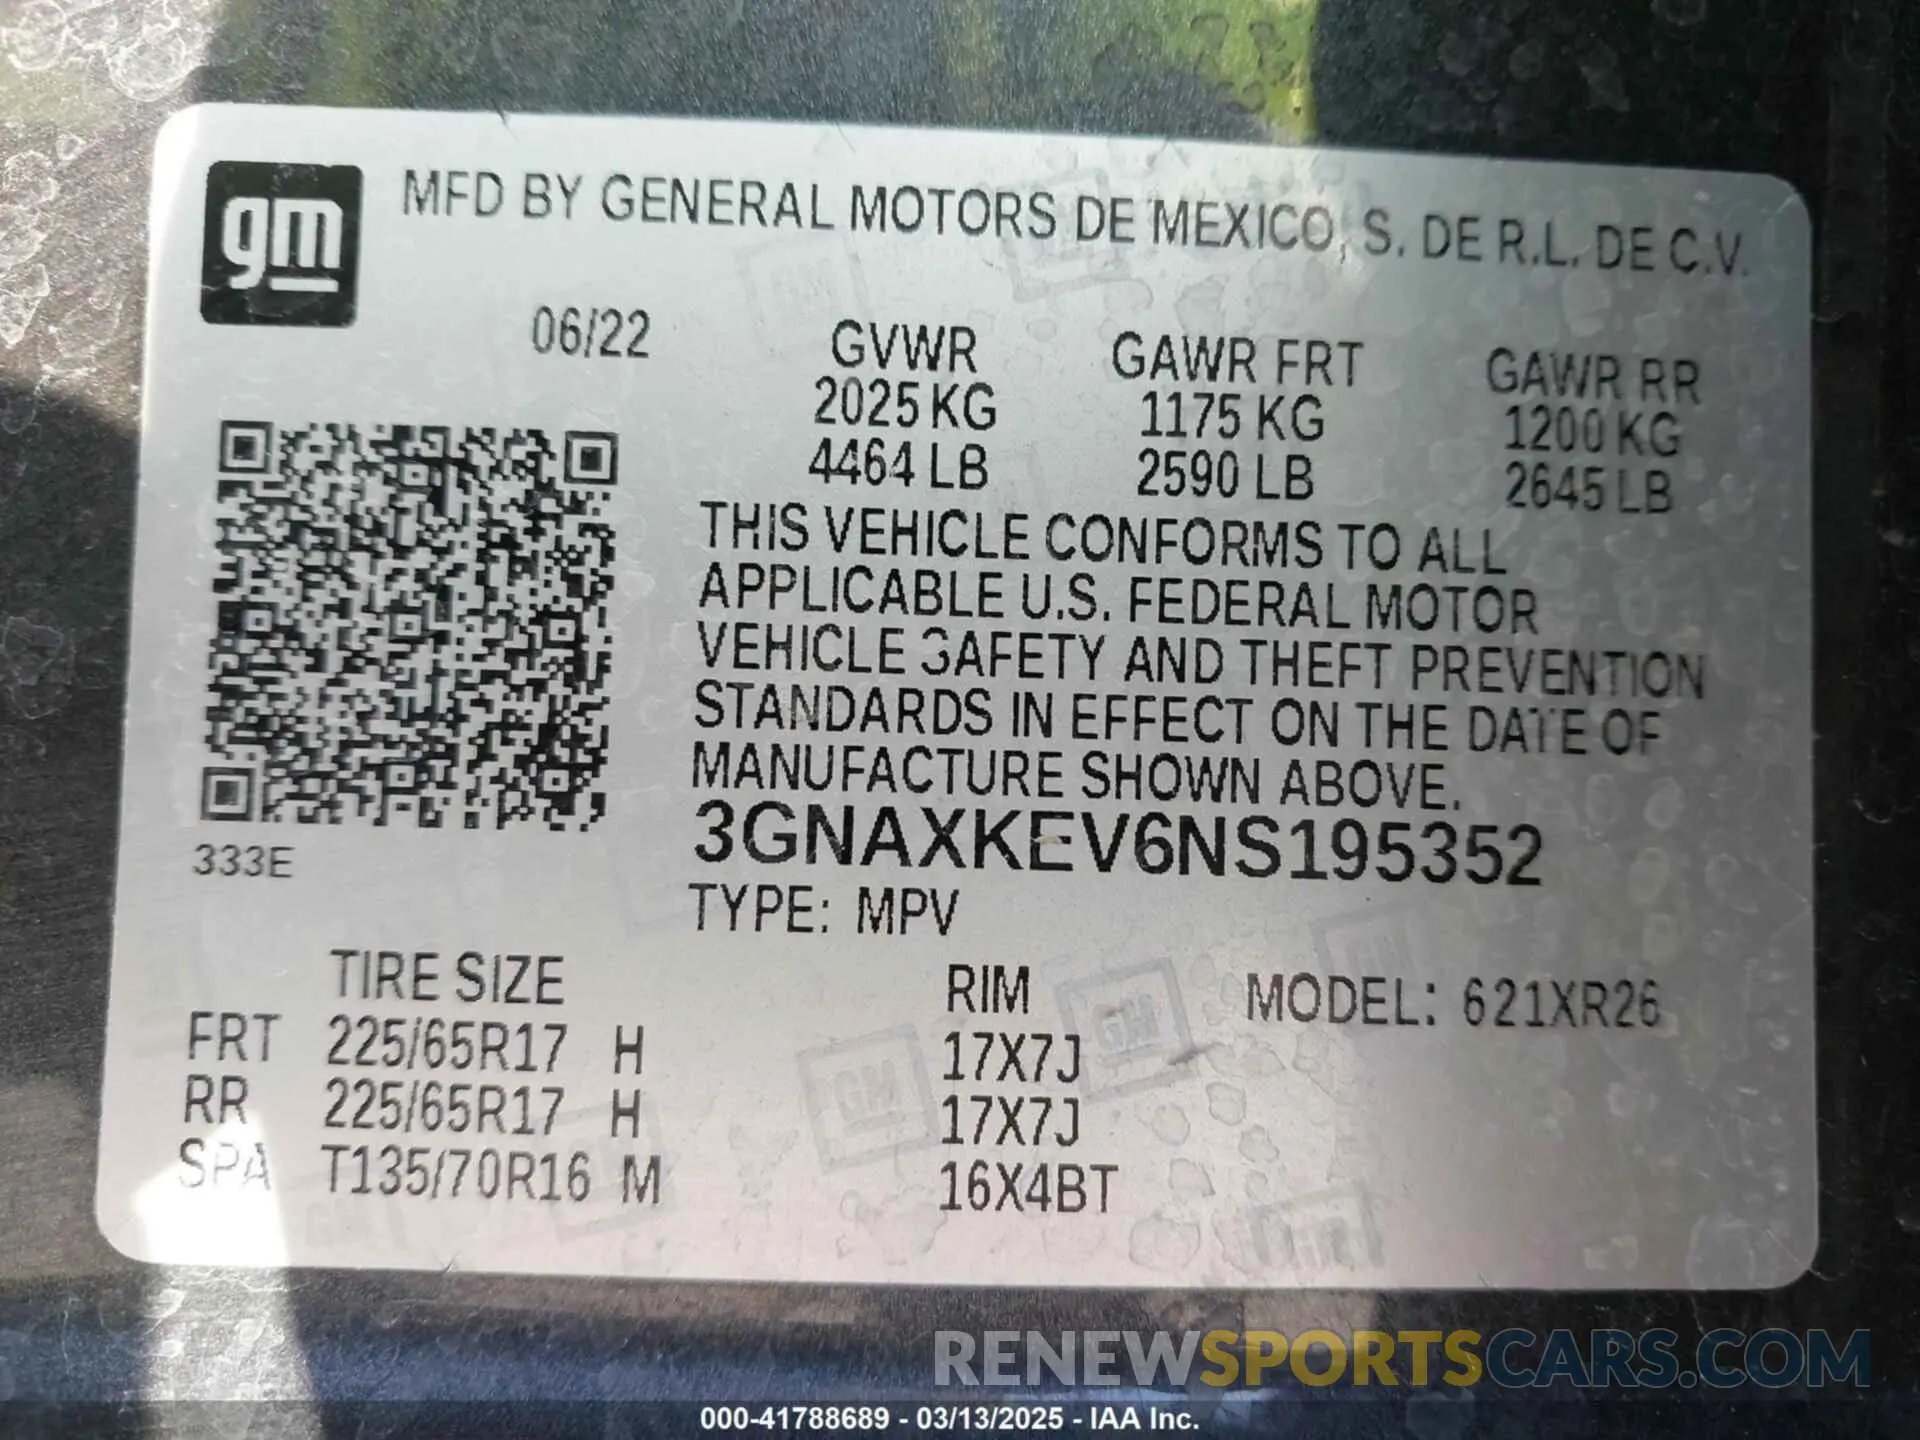 gm
MFD BY GENERAL MOTORS DE MEXICO, S. DE R.L. DE C.V.
06/22
GVWR GAWR FRT GAWR RR
2025 KG 1175 KG 1200 KG
4464 LB 2590 LB 2645 LB
THIS VEHICLE CONFORMS TO ALL
APPLICABLE U.S. FEDERAL MOTOR
VEHICLE SAFETY AND THEFT PREVENTION
STANDARDS IN EFFECT ON THE DATE OF
MANUFACTURE SHOWN ABOVE.
3GNAXKEV6NS195352
333E
TYPE: MPV
TIRE SIZE RIM MODEL: 621XR26
FRT 225/65R17 H 17X7J
RR 225/65R17 H 17X7J
SPA T135/70R16 M 16X4BT
GM
GM
GM
GM
RENEWSPORTSCARS.COM
000-41788689 - 03/13/2025 - IAA Inc.